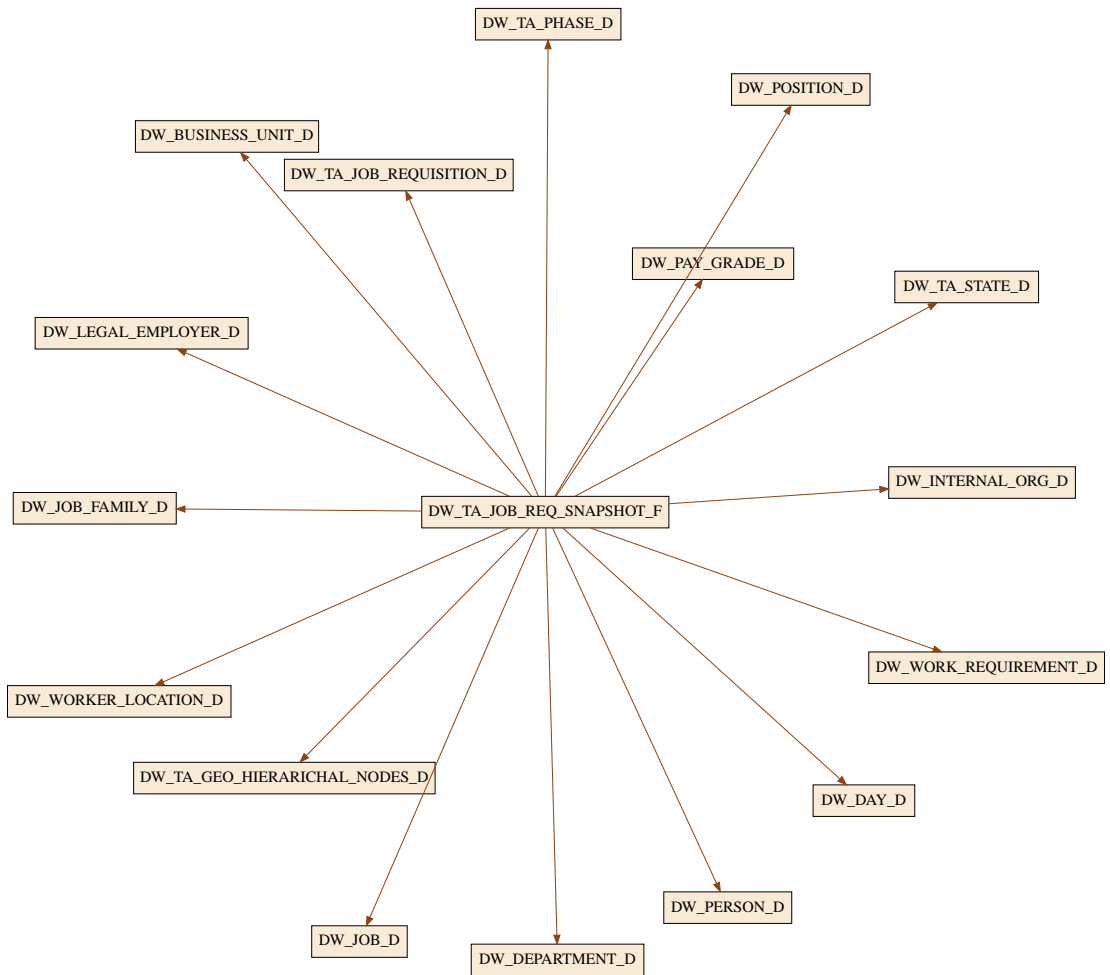 DW_TA_PHASE_D
DW_POSITION_D
DW_BUSINESS_UNIT_D
DW_TA_JOB_REQUISITION_D
DW_PAY_GRADE_D
DW_TA_STATE_D
DW_LEGAL_EMPLOYER_D
DW_INTERNAL_ORG_D
DW_JOB_FAMILY_D
DW_TA_JOB_REQ_SNAPSHOT_F
DW_WORK_REQUIREMENT_D
DW_WORKER_LOCATION_D
DW_TA_GEO_HIERARICHAL_NODES_D
DW_DAY_D
DW_PERSON_D
DW_JOB_D
DW_DEPARTMENT_D